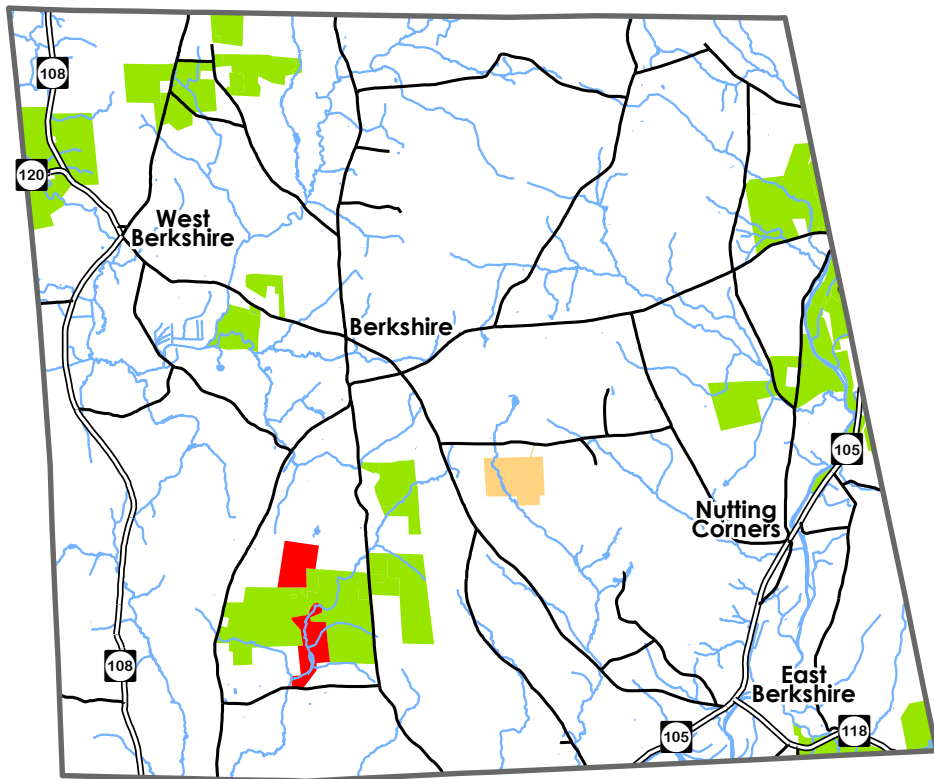 108
120
West
Berkshire
Berkshire
105
Nutting
Corners
108
East
Berkshire
105
118